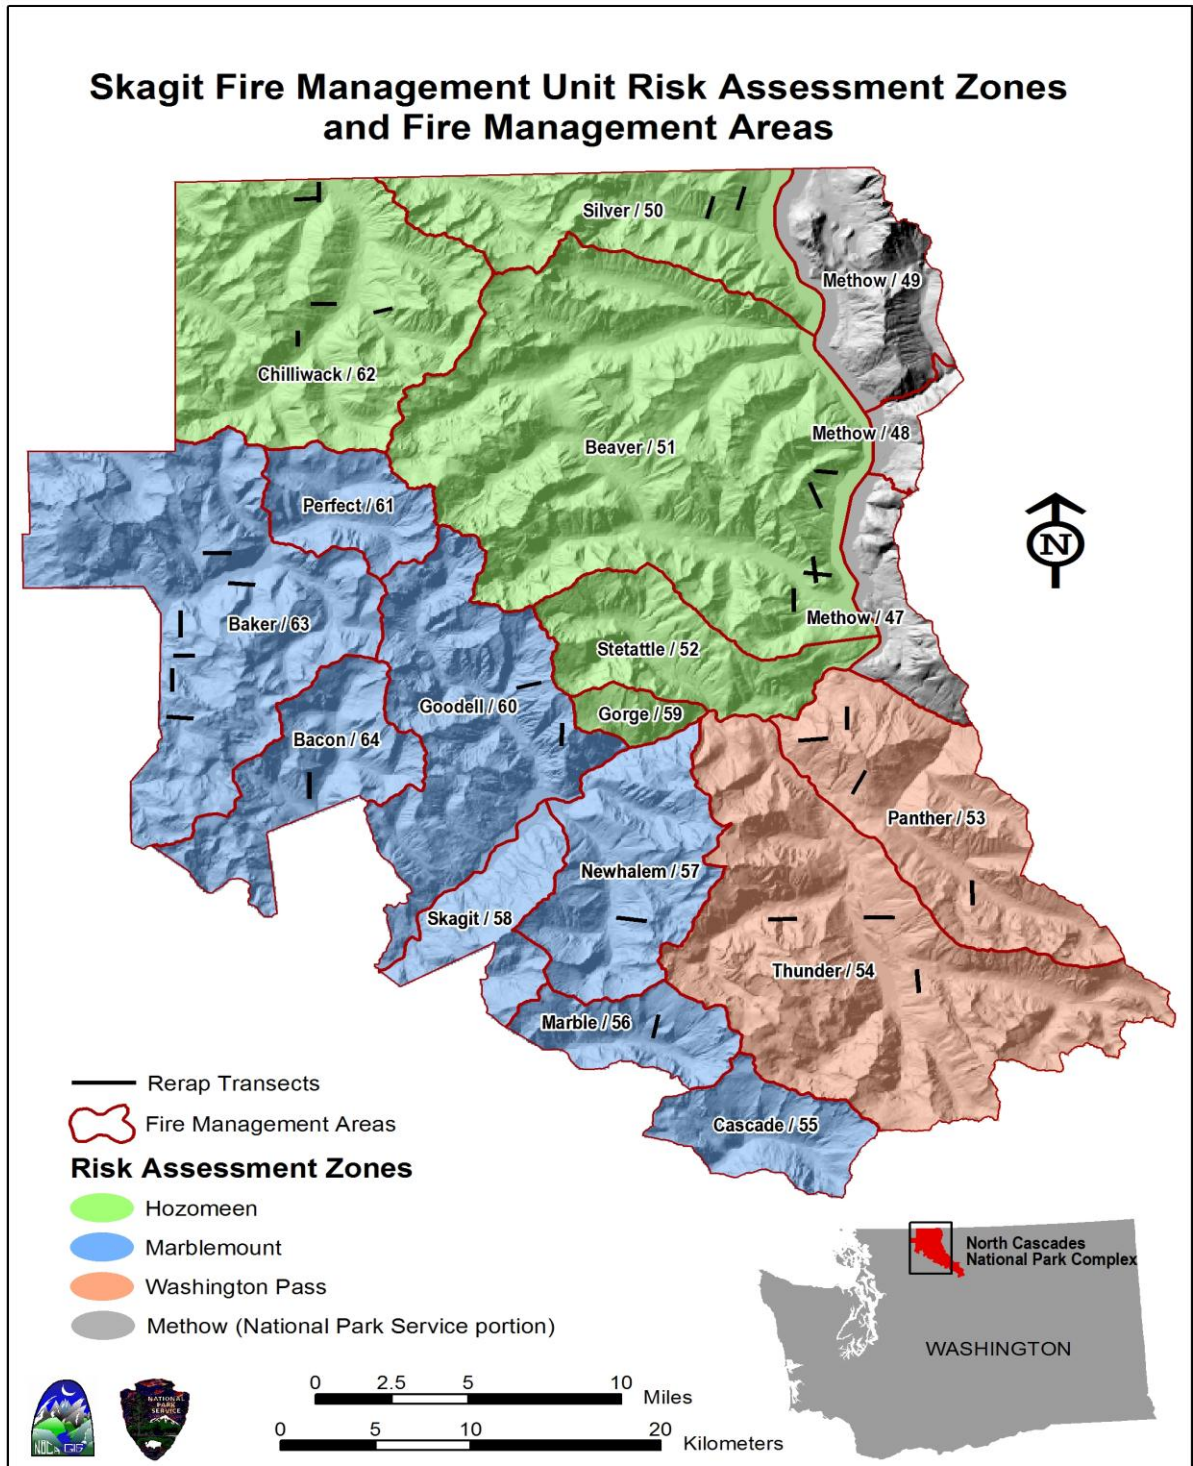 Skagit Fire Management Unit Risk Assessment Zones
and Fire Management Areas
Silver / 50
Methow / 49
Chilliwack / 62
Methow / 48
Beaver / 51
Perfect / 61
N
Methow / 47
Baker / 63
Stetattle / 52
Goodell / 60
Gorge / 59
Bacon / 64
Panther / 53
Newhalem / 57
Skagit / 58
Thunder / 54
Marble / 56
Cascade / 55
Rerap Transects
Fire Management Areas
Risk Assessment Zones
Hozomeen
Marblemount
Washington Pass
Methow (National Park Service portion)
North Cascades
National Park Complex
WASHINGTON
0 2.5 5 10 Miles
0 5 10 20 Kilometers
NATIONAL
PARK
SERVICE